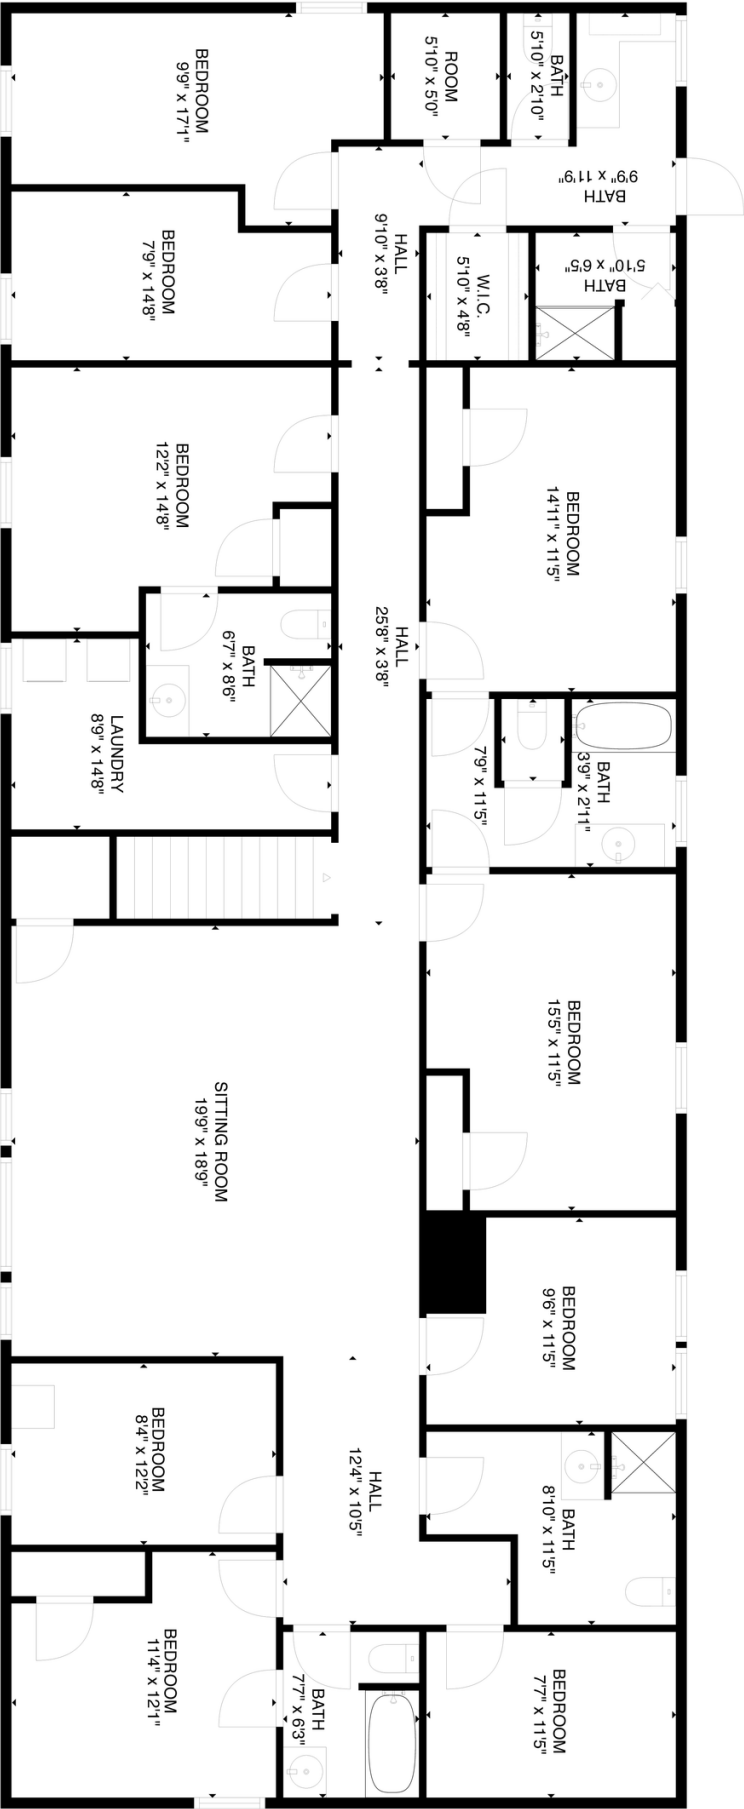 BEDROOM
9'9" x 17'1"
ROOM
5'10" x 5'0"
BATH
5'10" x 2'10"
BATH
9'9" x 11'9"
BEDROOM
7'9" x 14'8"
HALL
9'10" x 3'8"
W.I.C.
5'10" x 4'8"
BATH
5'10" x 6'5"
BEDROOM
12'2" x 14'8"
BEDROOM
14'11" x 11'5"
BATH
6'7" x 8'6"
HALL
25'8" x 3'8"
LAUNDRY
8'9" x 14'8"
7'9" x 11'5"
BATH
3'9" x 2'11"
SITTING ROOM
19'9" x 18'9"
BEDROOM
15'5" x 11'5"
BEDROOM
9'6" x 11'5"
BEDROOM
8'4" x 12'2"
HALL
12'4" x 10'5"
BATH
8'10" x 11'5"
BEDROOM
11'4" x 12'1"
BATH
7'7" x 6'3"
BEDROOM
7'7" x 11'5"